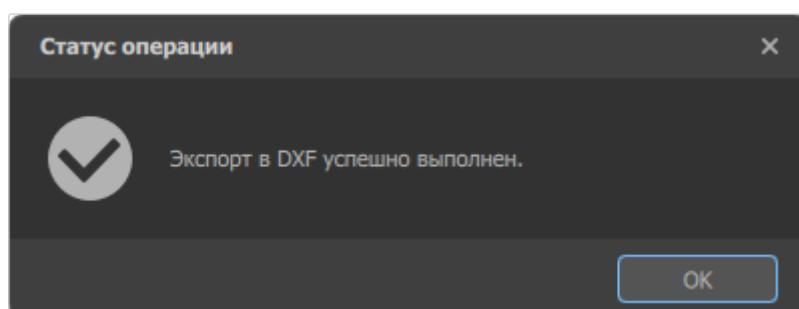 Статус операции
Экспорт в DXF успешно выполнен.
OK